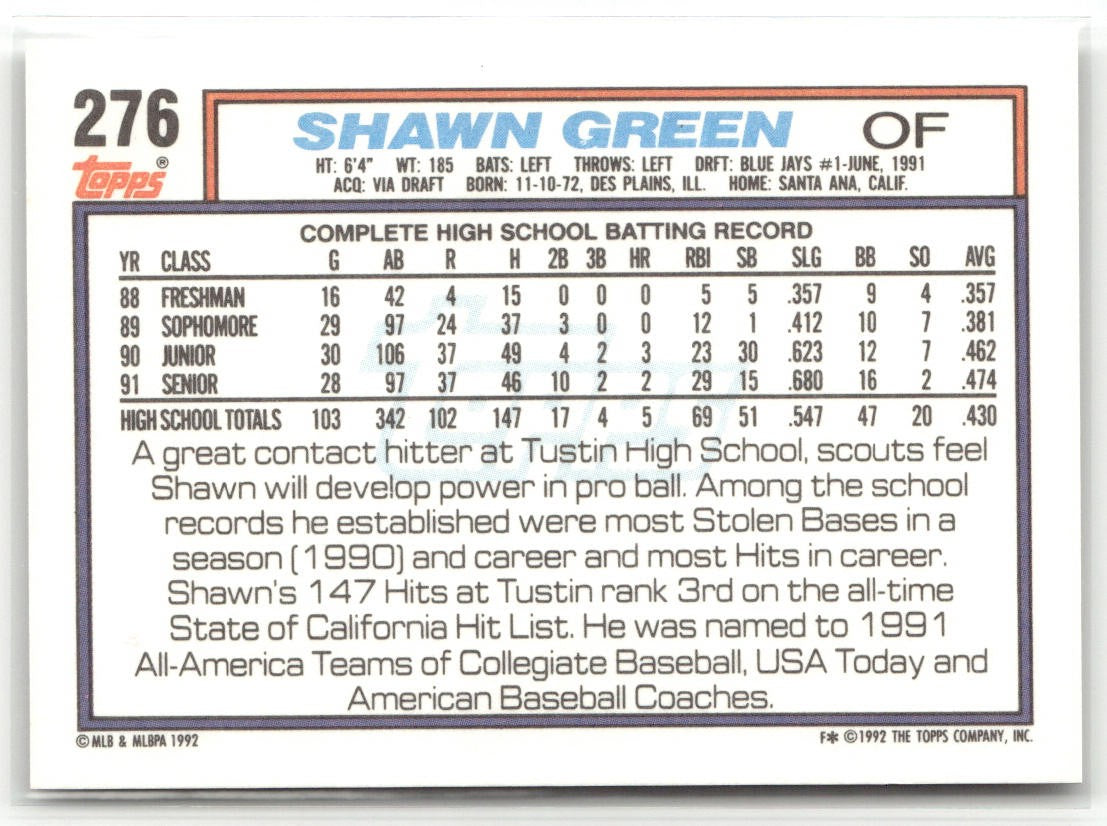 276
Topps®
SHAWN GREEN OF
HT: 6'4" WT: 185 BATS: LEFT THROWS: LEFT DRFT: BLUE JAYS #1-JUNE, 1991
ACQ: VIA DRAFT BORN: 11-10-72, DES PLAINS, ILL. HOME: SANTA ANA, CALIF.
COMPLETE HIGH SCHOOL BATTING RECORD
YR CLASS G AB R H 2B 3B HR RBI SB SLG BB SO AVG
88 FRESHMAN 16 42 4 15 0 0 0 5 5 .357 9 4 .357
89 SOPHOMORE 29 97 24 37 3 0 0 12 1 .412 10 7 .381
90 JUNIOR 30 106 37 49 4 2 3 23 30 .623 12 7 .462
91 SENIOR 28 97 37 46 10 2 2 29 15 .680 16 2 .474
HIGH SCHOOL TOTALS 103 342 102 147 17 4 5 69 51 .547 47 20 .430
A great contact hitter at Tustin High School, scouts feel
Shawn will develop power in pro ball. Among the school
records he established were most Stolen Bases in a
season (1990) and career and most Hits in career.
Shawn's 147 Hits at Tustin rank 3rd on the all-time
State of California Hit List. He was named to 1991
All-America Teams of Collegiate Baseball, USA Today and
American Baseball Coaches.
© MLB & MLBPA 1992
F* © 1992 THE TOPPS COMPANY, INC.